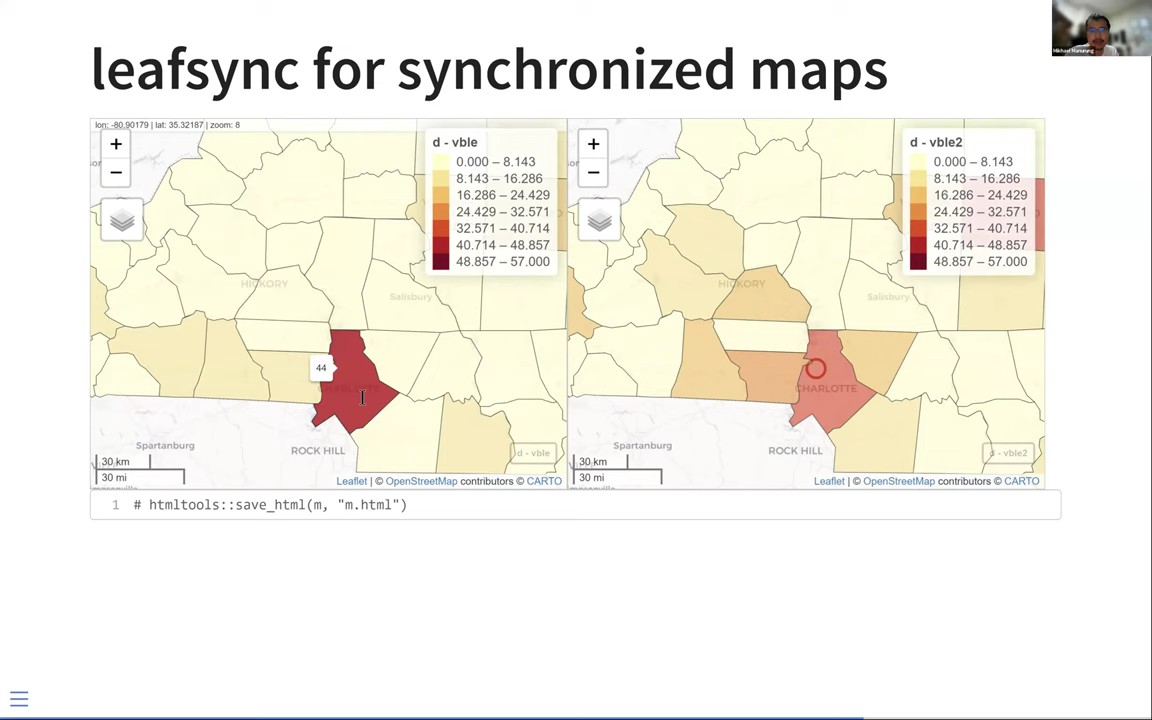 Mikhael Manurung
leafsync for synchronized maps
lon: -80.90179 | lat: 35.32187 | zoom: 8
+
−
d - vble
0.000 – 8.143
8.143 – 16.286
16.286 – 24.429
24.429 – 32.571
32.571 – 40.714
40.714 – 48.857
48.857 – 57.000
HICKORY
Salisbury
44
CHARLOTTE
Spartanburg
ROCK HILL
d - vble
30 km
30 mi
Leaflet | © OpenStreetMap contributors © CARTO
+
−
d - vble2
0.000 – 8.143
8.143 – 16.286
16.286 – 24.429
24.429 – 32.571
32.571 – 40.714
40.714 – 48.857
48.857 – 57.000
HICKORY
Salisbury
CHARLOTTE
Spartanburg
ROCK HILL
d - vble2
30 km
30 mi
Leaflet | © OpenStreetMap contributors © CARTO
1 # htmltools::save_html(m, "m.html")